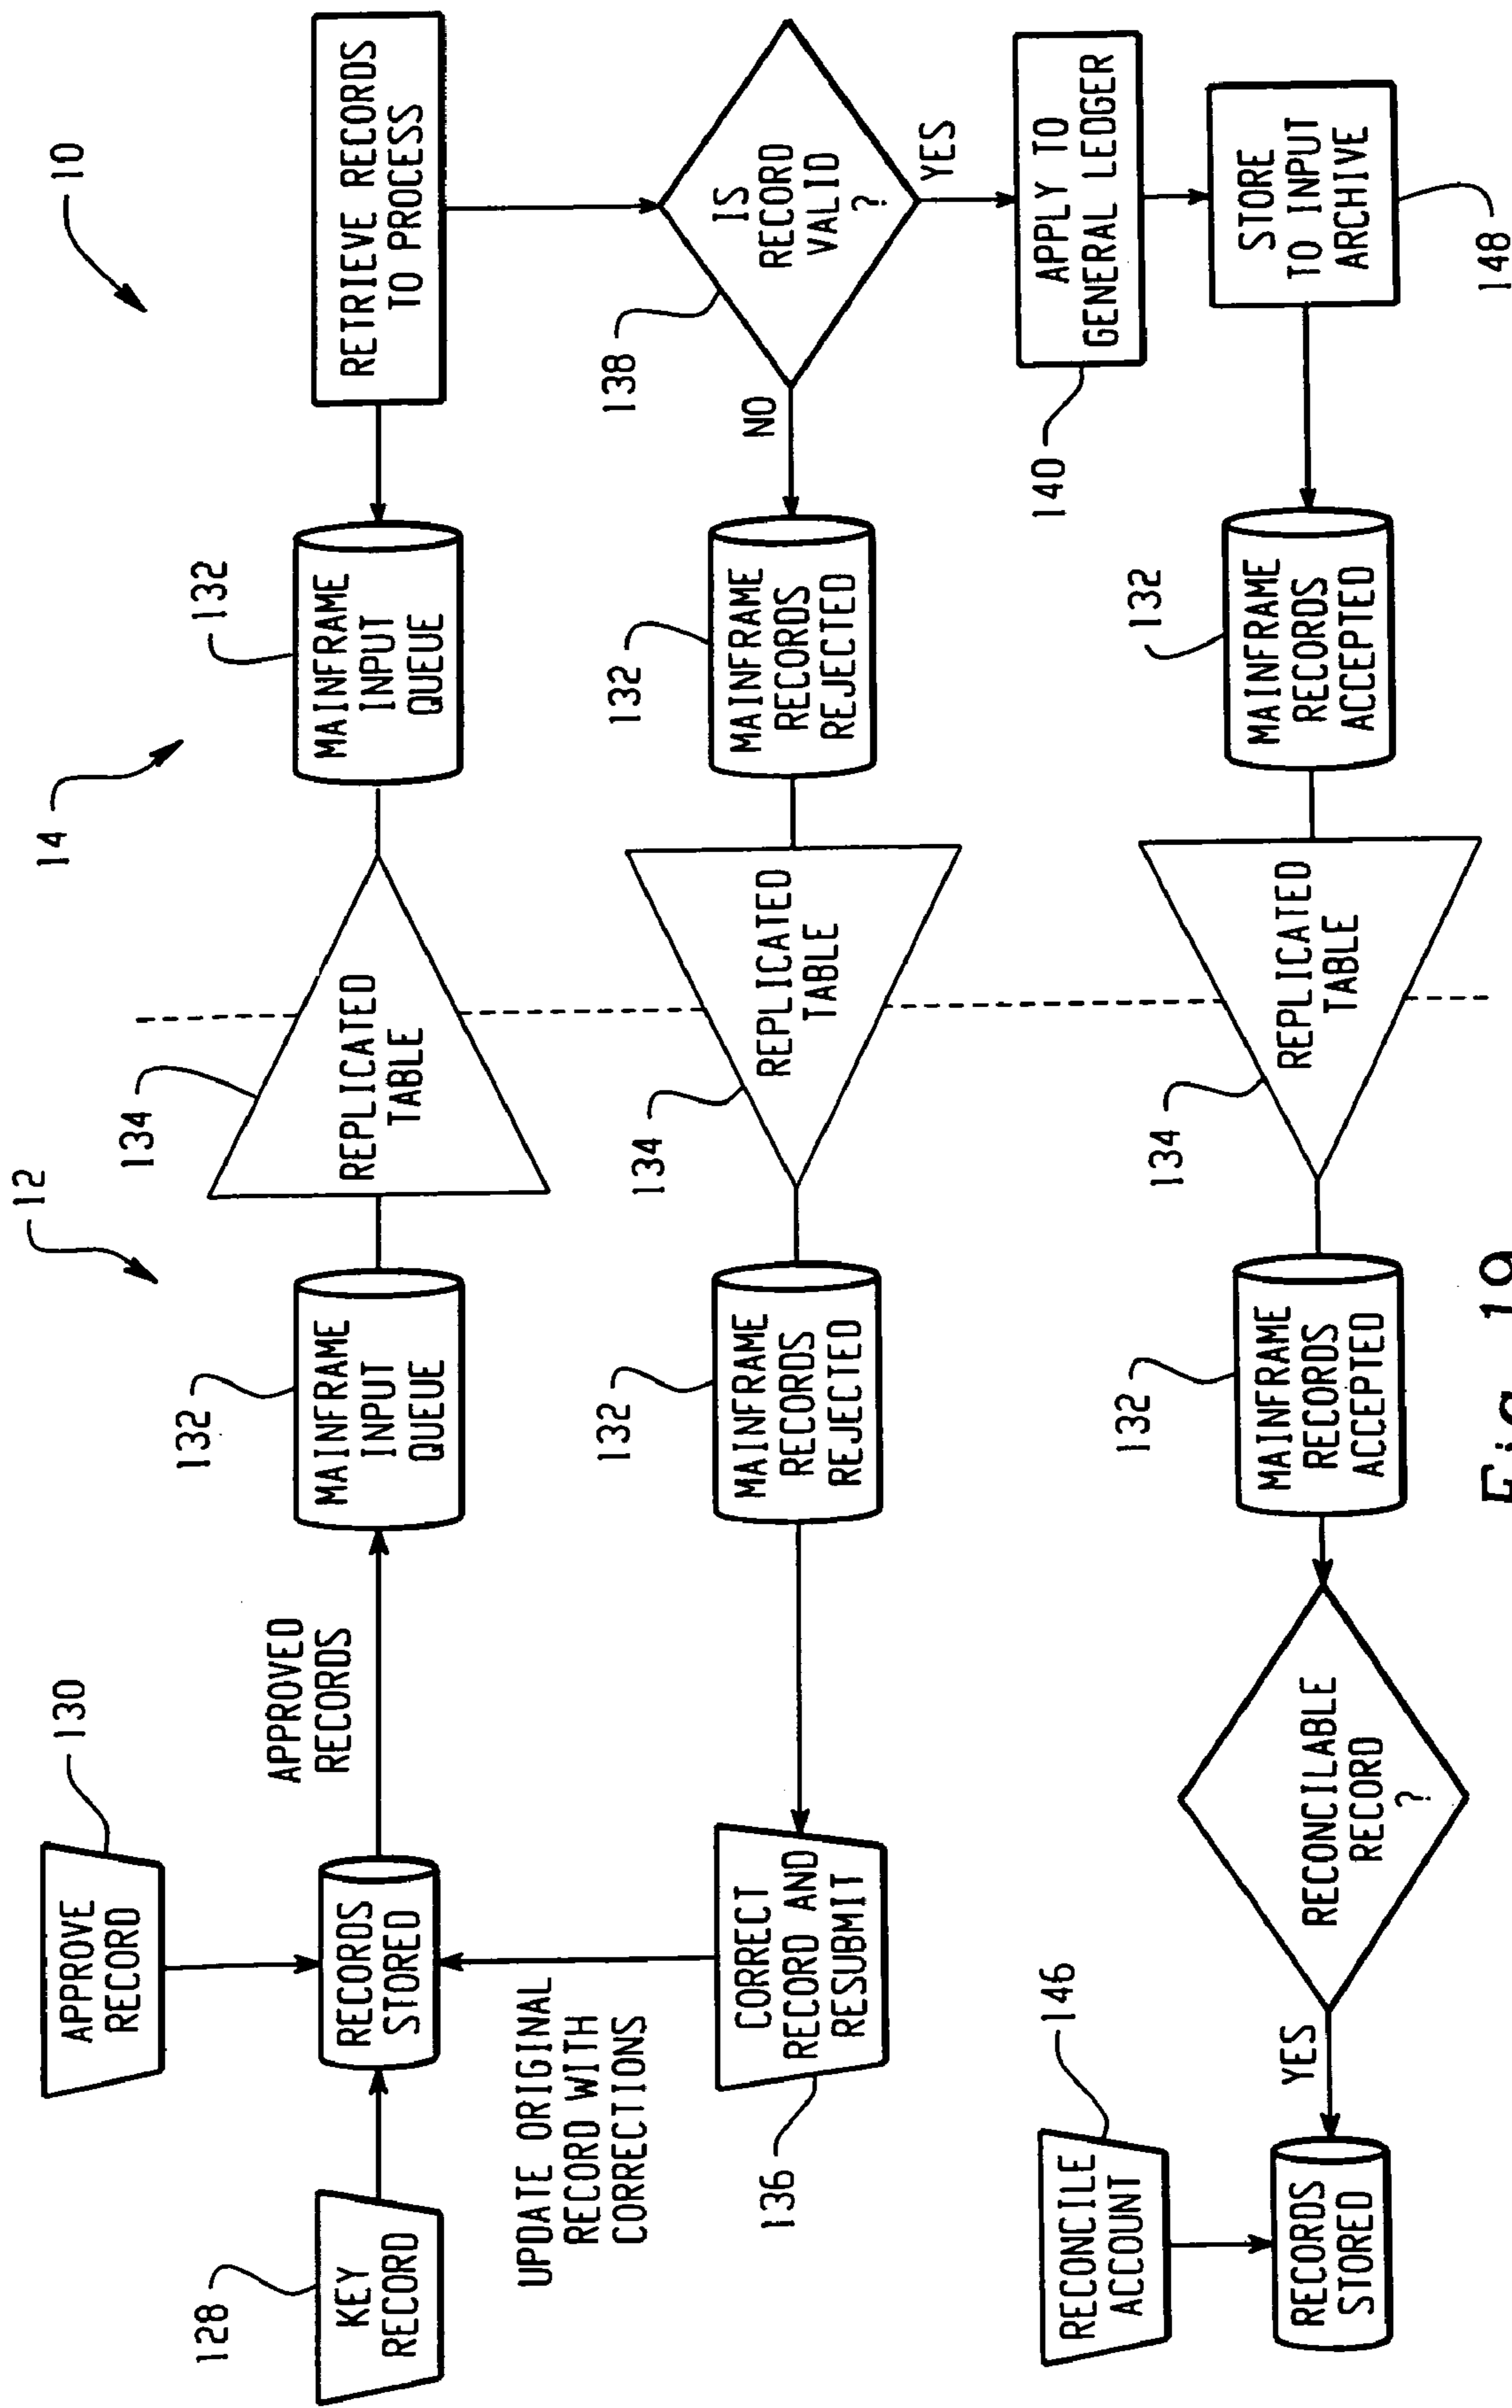 10
12
14
130
APPROVE
RECORD
128
KEY
RECORD
RECORDS
STORED
APPROVED
RECORDS
132
MAINFRAME
INPUT
QUEUE
134
REPLICATED
TABLE
132
MAINFRAME
INPUT
QUEUE
RETRIEVE RECORDS
TO PROCESS
UPDATE ORIGINAL
RECORD WITH
CORRECTIONS
136
CORRECT
RECORD AND
RESUBMIT
132
MAINFRAME
RECORDS
REJECTED
134
REPLICATED
TABLE
132
MAINFRAME
RECORDS
REJECTED
NO
138
IS
RECORD
VALID
?
YES
140
APPLY TO
GENERAL LEDGER
146
RECONCILE
ACCOUNT
RECORDS
STORED
YES
RECONCILABLE
RECORD
?
132
MAINFRAME
RECORDS
ACCEPTED
134
REPLICATED
TABLE
132
MAINFRAME
RECORDS
ACCEPTED
STORE
TO INPUT
ARCHIVE
148
Fig. 19